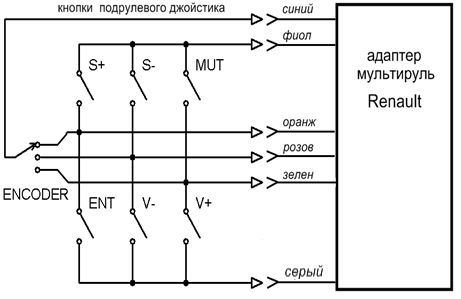 кнопки подрулевого джойстика
синий
фиол
адаптер
мультируль
Renault
S+
S-
MUT
оранж
розов
зелен
ENCODER
ENT
V-
V+
серый